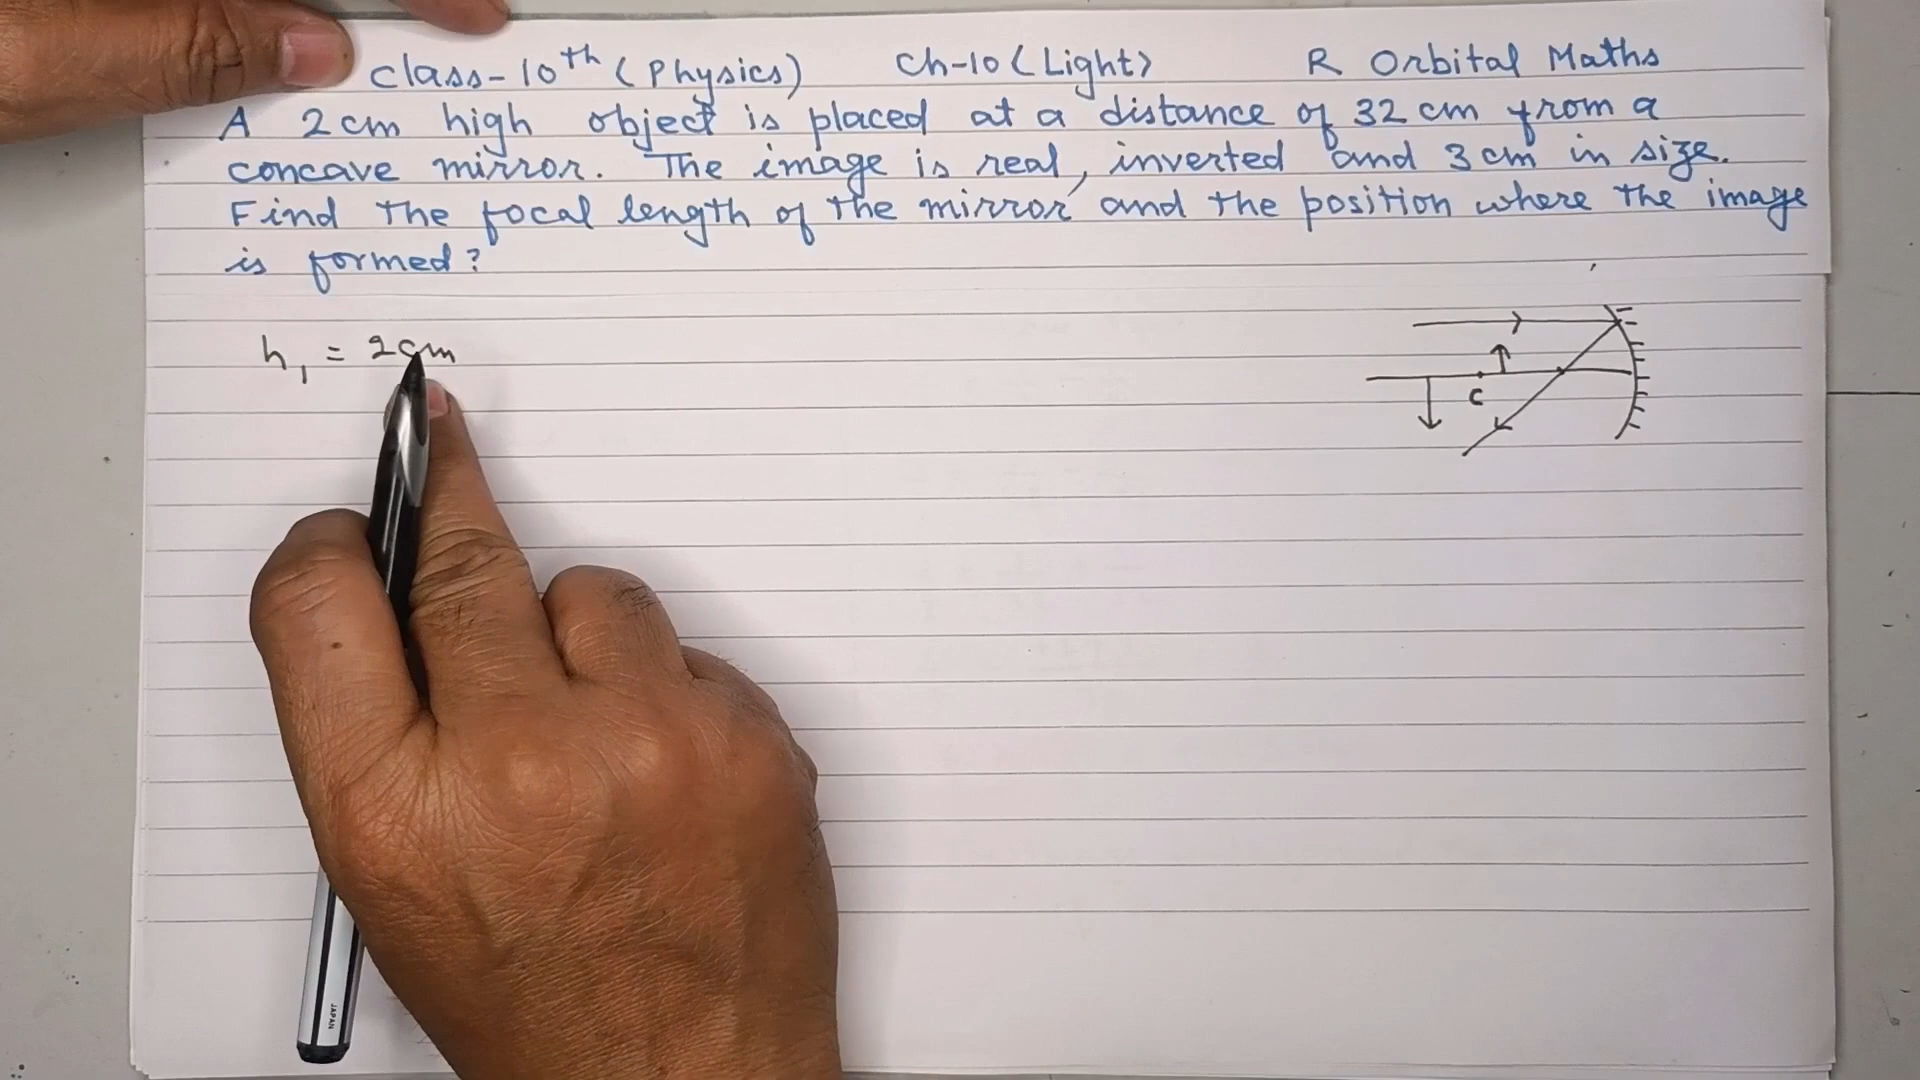 Class-10th (Physics) Ch-10 (Light) R Orbital Maths
A 2cm high object is placed at a distance of 32 cm from a
concave mirror. The image is real, inverted and 3 cm in size.
Find the focal length of the mirror and the position where the image
is formed?
h1 = 2cm
C
JAPAN